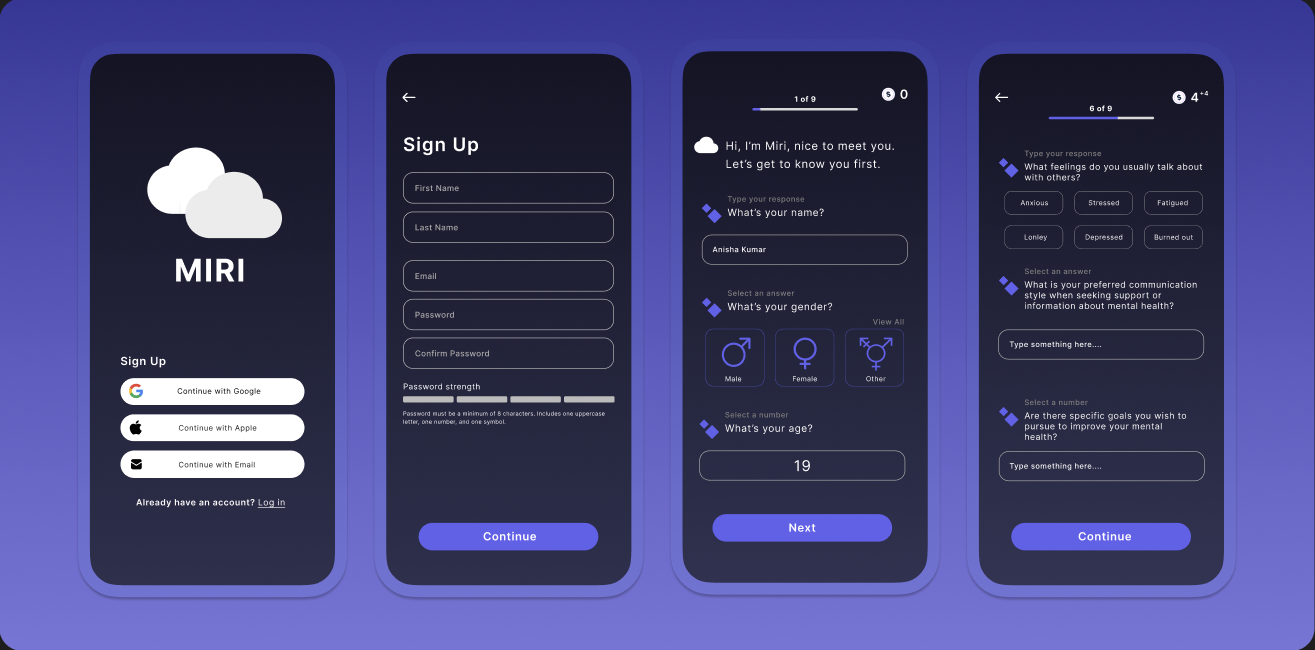 MIRI
Sign Up
Continue with Google
Continue with Apple
Continue with Email
Already have an account? Log in
Sign Up
First Name
Last Name
Email
Password
Confirm Password
Password strength
Password must be a minimum of 8 characters. Includes one uppercase
letter, one number, and one symbol.
Continue
1 of 9
$ 0
Hi, I'm Miri, nice to meet you.
Let's get to know you first.
Type your response
What's your name?
Anisha Kumar
Select an answer
What's your gender?
View All
Male
Female
Other
Select a number
What's your age?
19
Next
6 of 9
$ 4 +4
Type your response
What feelings do you usually talk about
with others?
Anxious
Stressed
Fatigued
Lonley
Depressed
Burned out
Select an answer
What is your preferred communication
style when seeking support or
information about mental health?
Type something here....
Select a number
Are there specific goals you wish to
pursue to improve your mental
health?
Type something here....
Continue